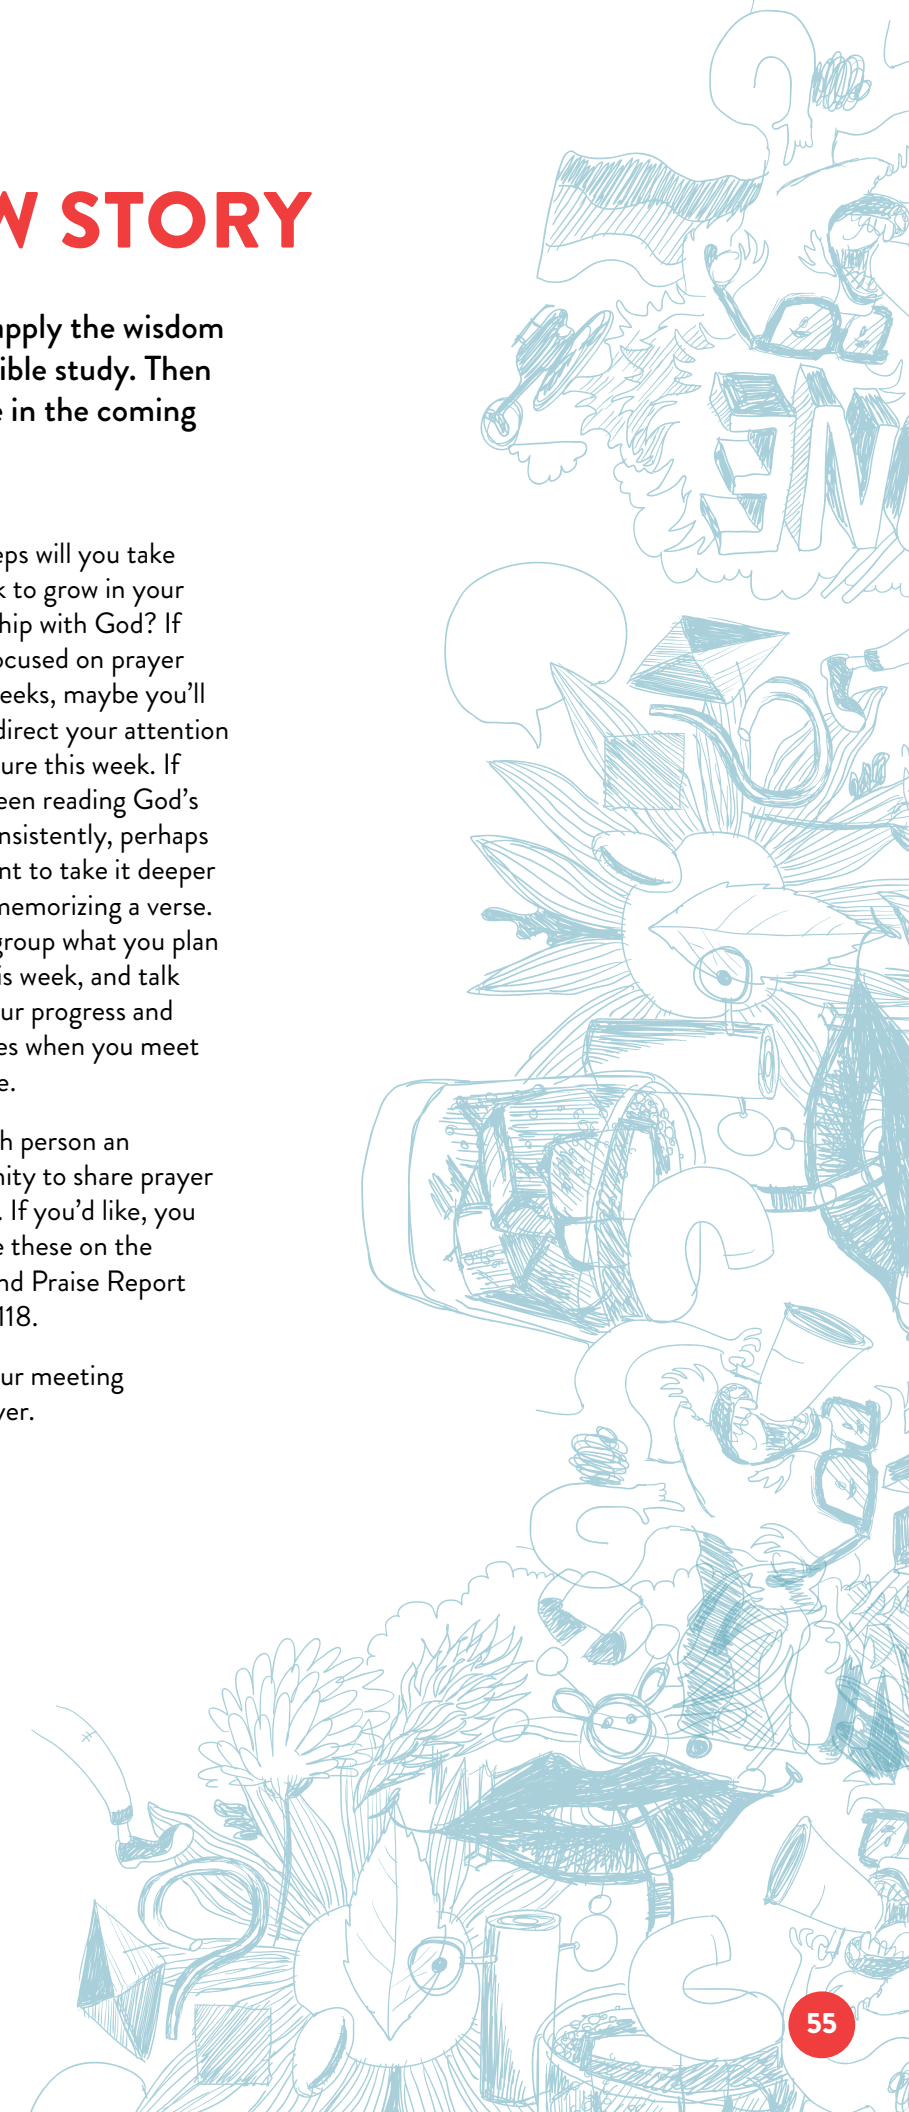 W STORY
apply the wisdom
ible study. Then
e in the coming
eps will you take
k to grow in your
hip with God? If
ocused on prayer
eeks, maybe you’ll
direct your attention
ure this week. If
een reading God’s
nsistently, perhaps
nt to take it deeper
memorizing a verse.
group what you plan
is week, and talk
ur progress and
es when you meet
e.
h person an
nity to share prayer
. If you’d like, you
e these on the
nd Praise Report
118.
ur meeting
yer.
55